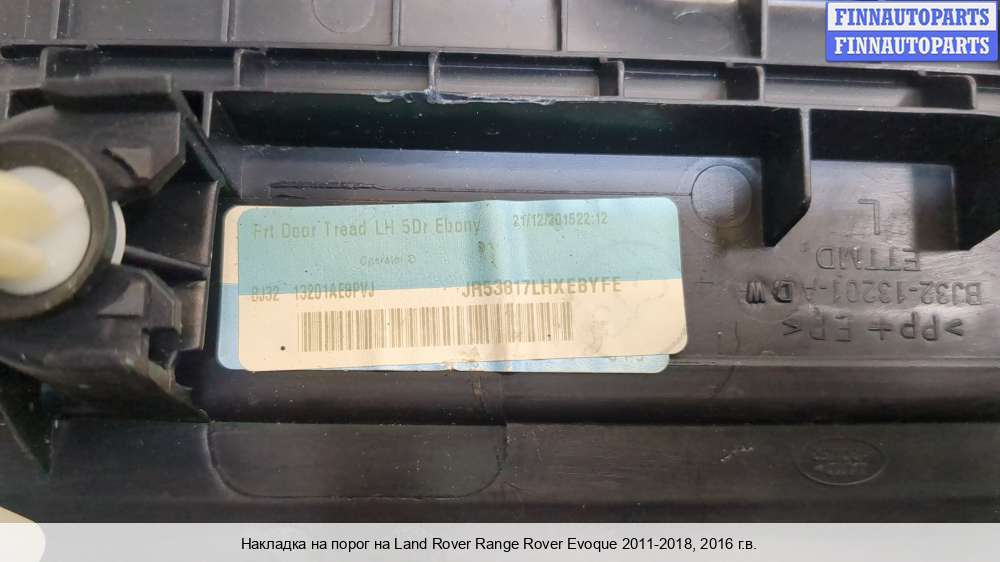 FINNAUTOPARTS
FINNAUTOPARTS
Frt Door Tread LH 5Dr Ebony 21/12/201522:12
Operator ID
BJ32 13201AE8PVJ JR53817LHXEBYFE
L
ETTMD
BJ32-13201-ADW
>PP+EP<
Накладка на порог на Land Rover Range Rover Evoque 2011-2018, 2016 г.в.